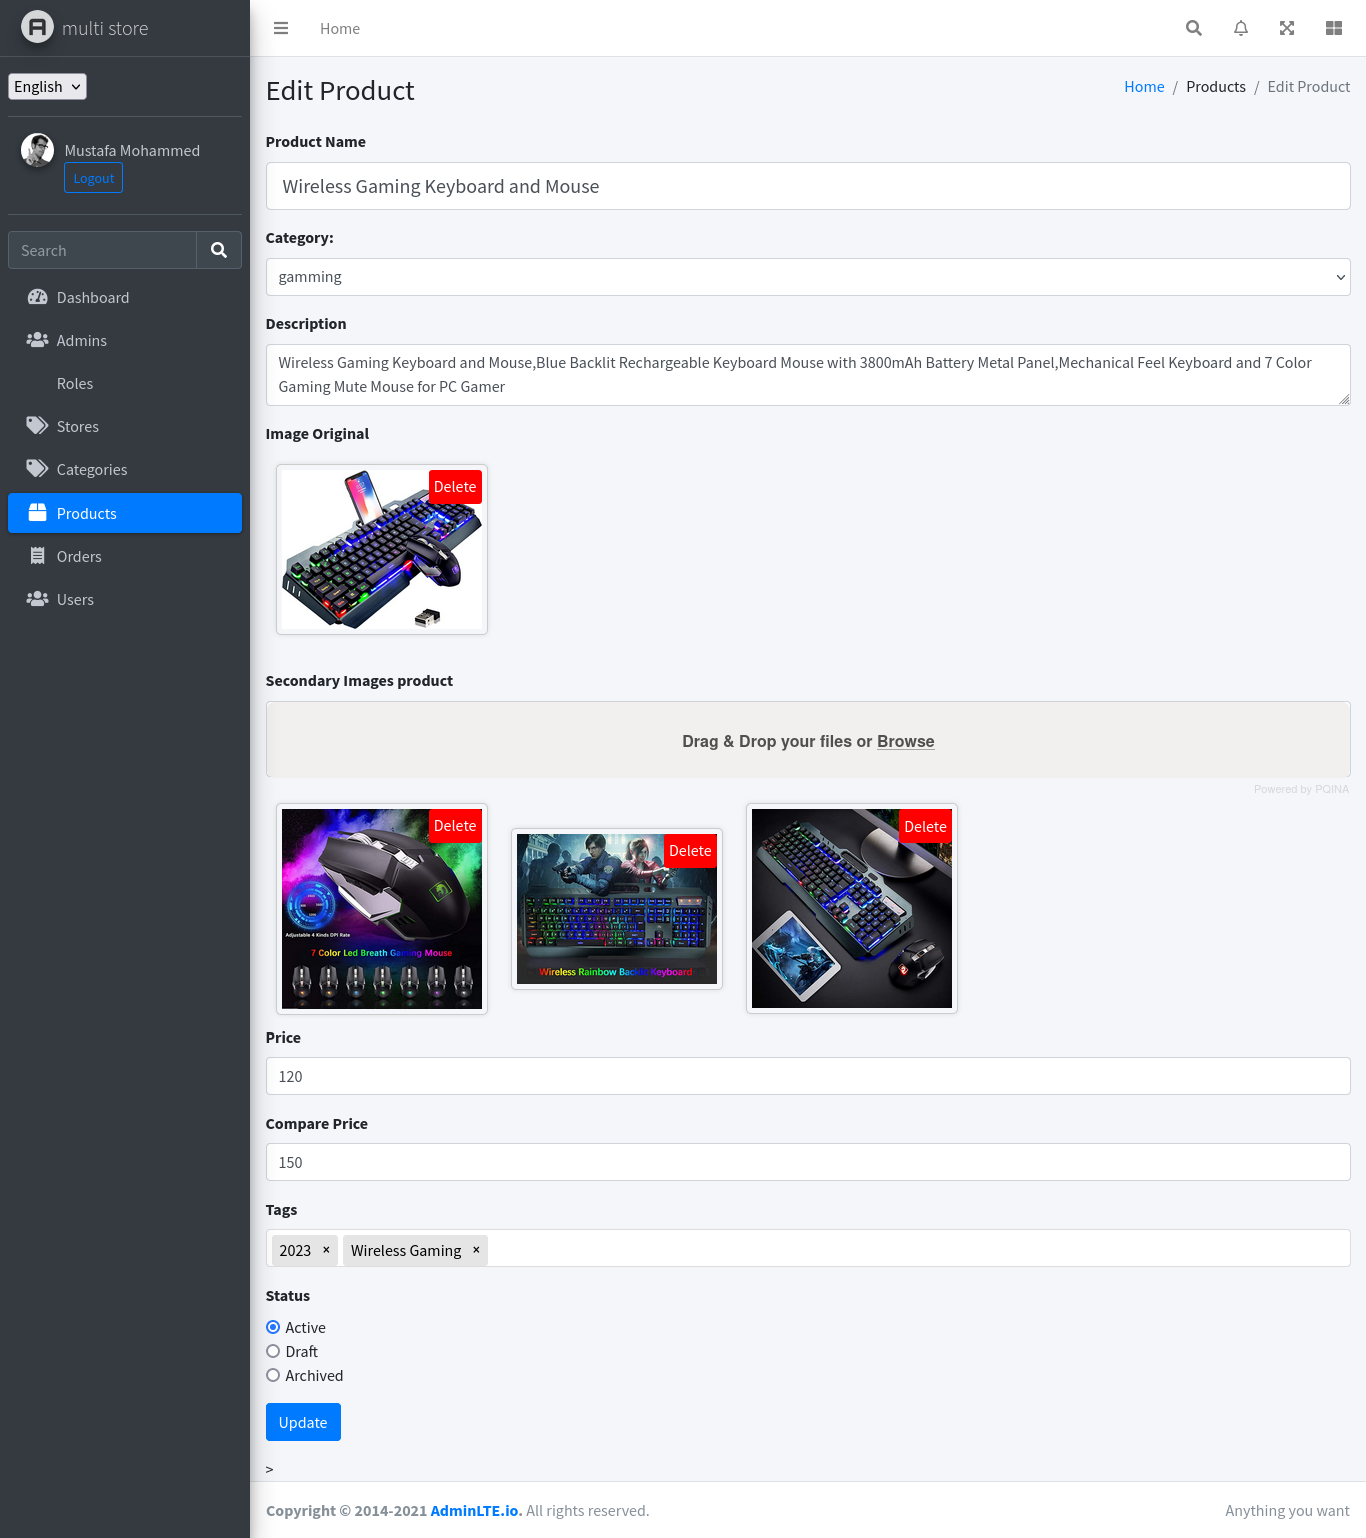 multi store
Home
English
Mustafa Mohammed
Logout
Search
Dashboard
Admins
Roles
Stores
Categories
Products
Orders
Users
Edit Product
Home / Products / Edit Product
Product Name
Wireless Gaming Keyboard and Mouse
Category:
gamming
Description
Wireless Gaming Keyboard and Mouse,Blue Backlit Rechargeable Keyboard Mouse with 3800mAh Battery Metal Panel,Mechanical Feel Keyboard and 7 Color
Gaming Mute Mouse for PC Gamer
Image Original
Delete
Secondary Images product
Drag & Drop your files or Browse
Powered by PQINA
Delete
Adjustable 4 Kinds DPI Rate
7 Color Led Breath Gaming Mouse
Delete
Wireless Rainbow Backlit Keyboard
Delete
Price
120
Compare Price
150
Tags
2023 × Wireless Gaming ×
Status
Active
Draft
Archived
Update
>
Copyright © 2014-2021 AdminLTE.io. All rights reserved.
Anything you want